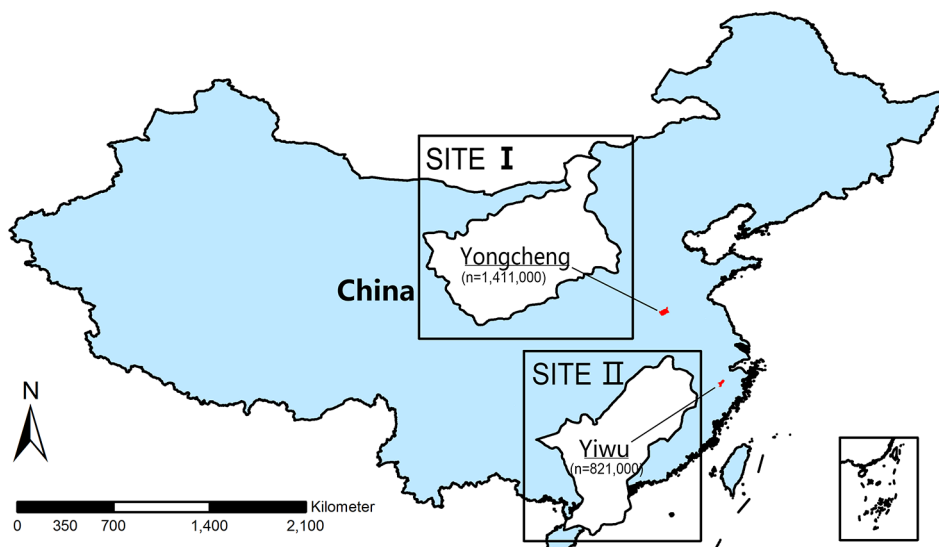 SITE Ⅰ
Yongcheng
(n=1,411,000)
China
SITE Ⅱ
Yiwu
(n=821,000)
N
Kilometer
0 350 700 1,400 2,100